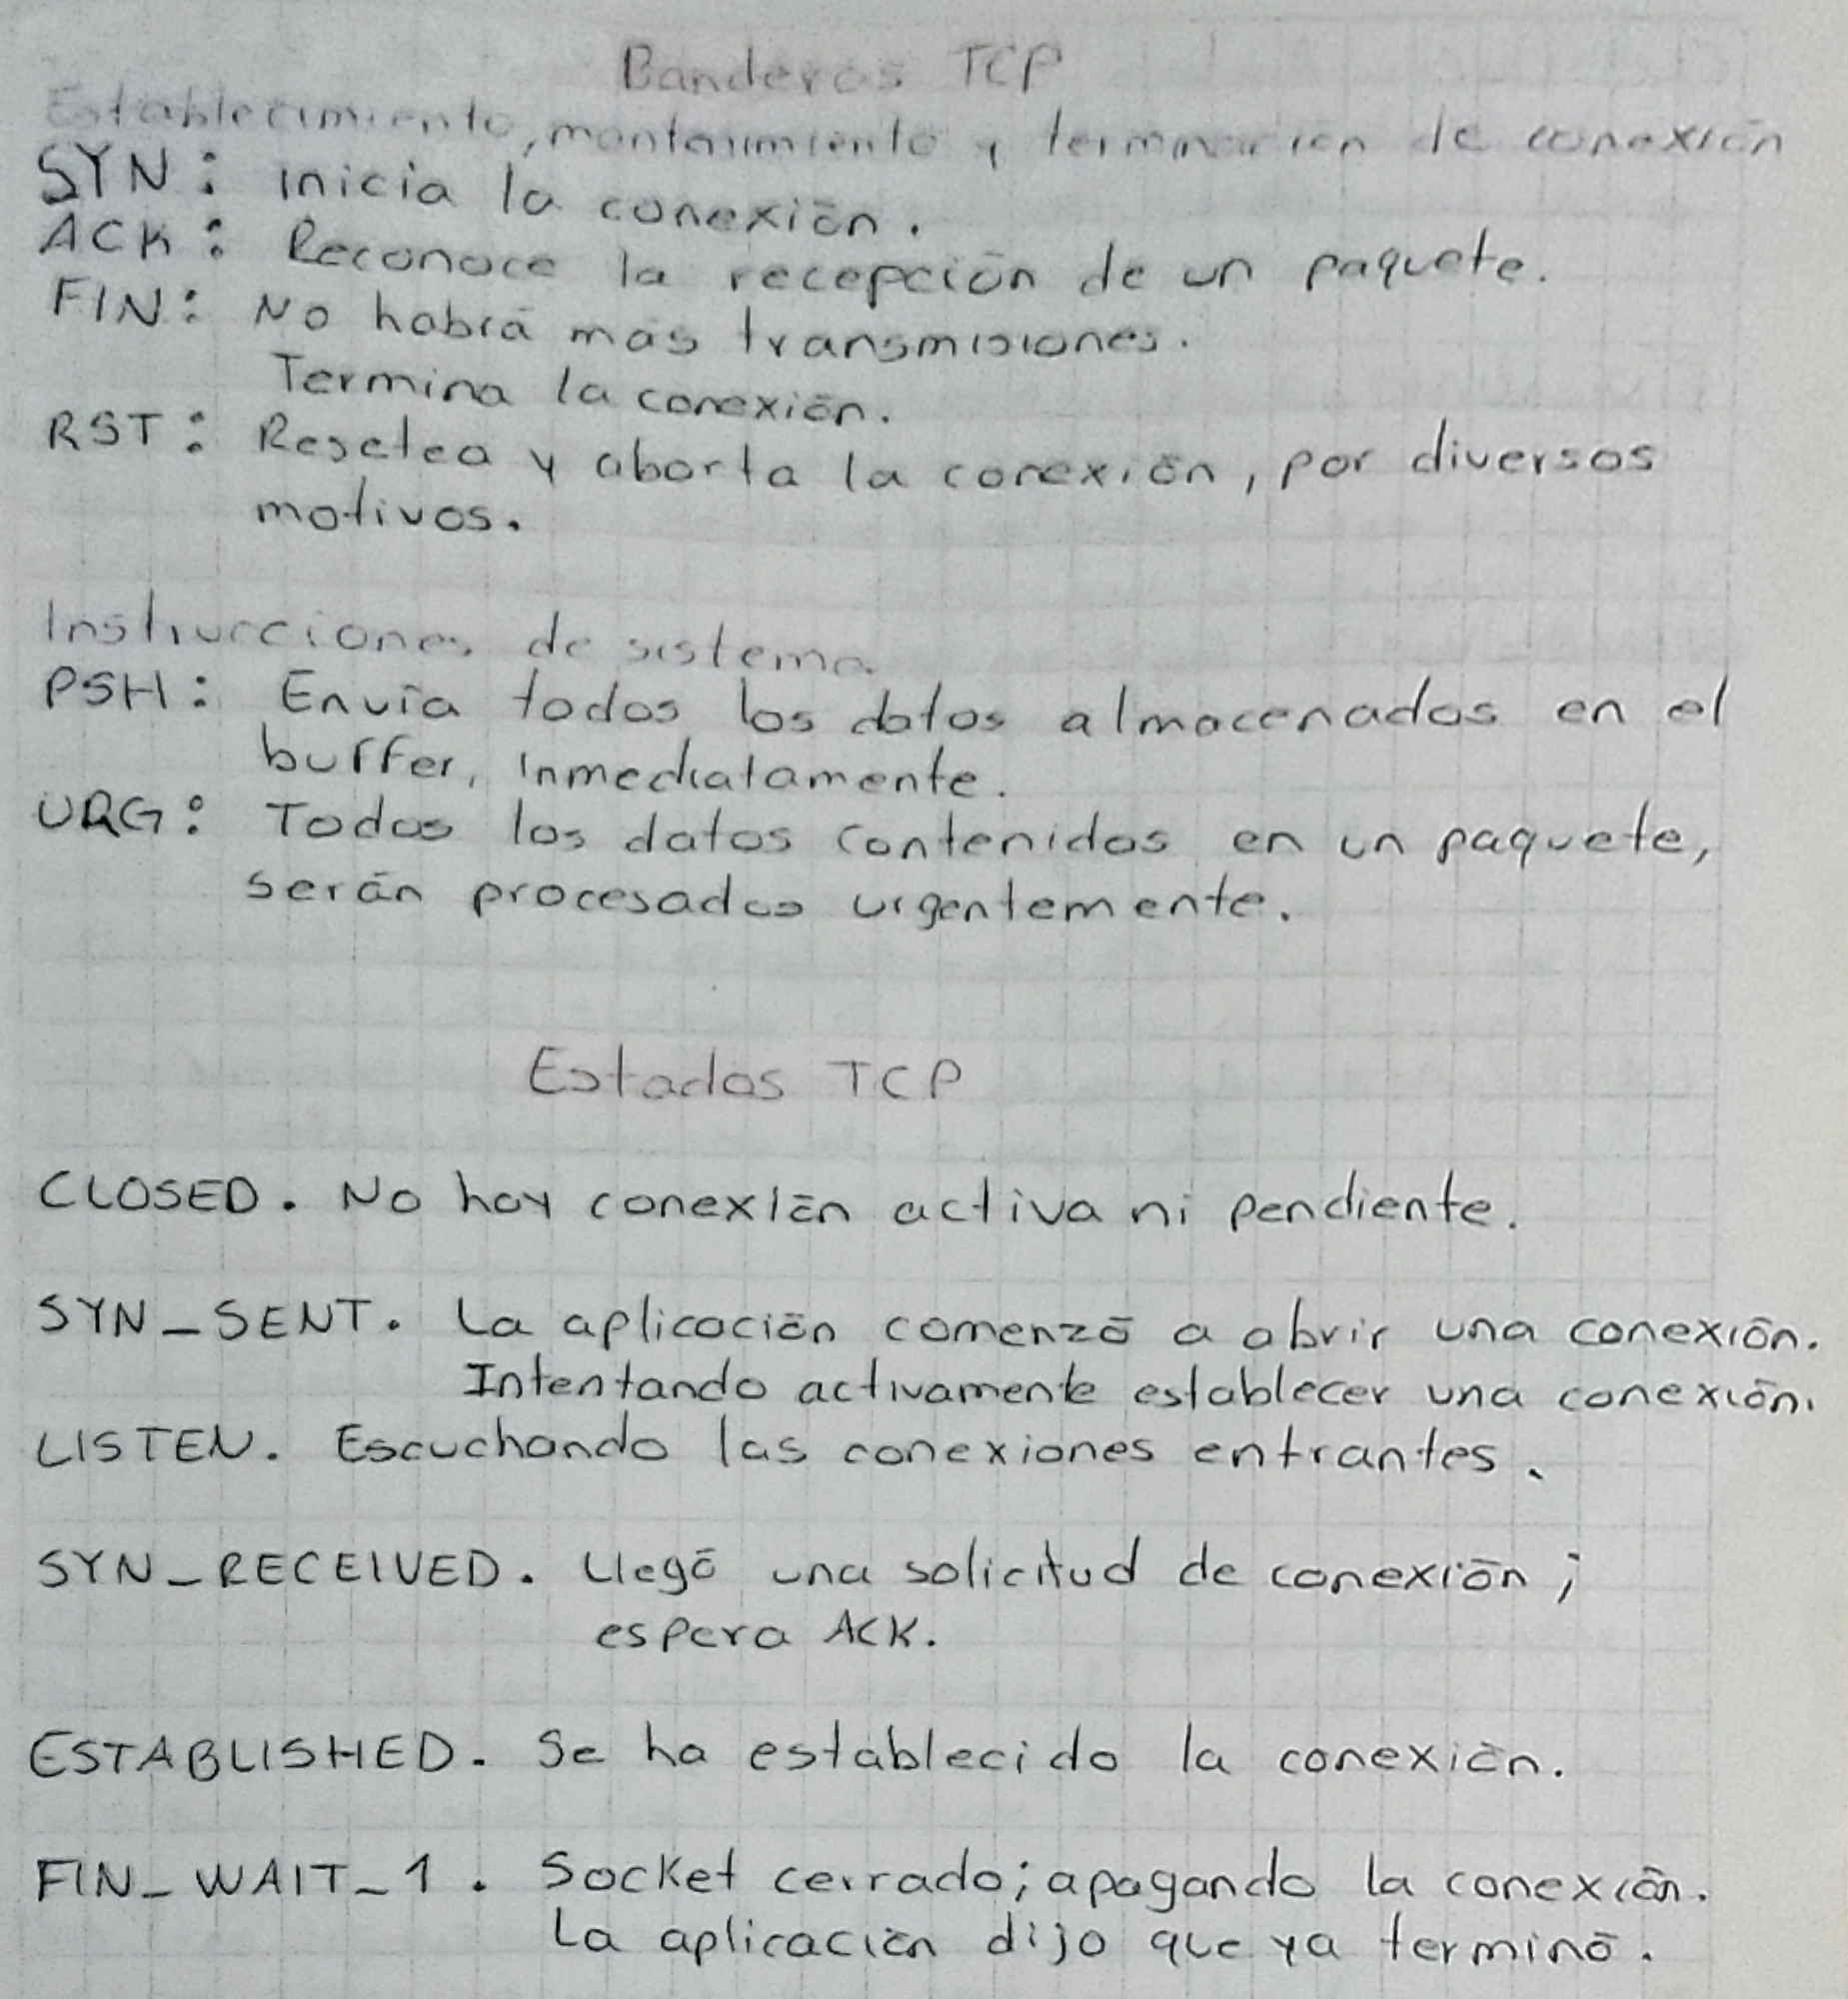 Banderas TCP
Establecimiento, mantenimiento y terminación de conexión
SYN: inicia la conexión.
ACK: Reconoce la recepción de un paquete.
FIN: No habrá más transmisiones.
Termina la conexión.
RST: Resetea y aborta la conexión, por diversos
motivos.
Instrucciones de sistema
PSH: Envía todos los datos almacenados en el
buffer, inmediatamente.
URG: Todos los datos contenidos en un paquete,
serán procesados urgentemente.
Estados TCP
CLOSED. No hay conexión activa ni pendiente.
SYN_SENT. La aplicación comenzó a abrir una conexión.
Intentando activamente establecer una conexión.
LISTEN. Escuchando las conexiones entrantes.
SYN_RECEIVED. Llegó una solicitud de conexión;
espera ACK.
ESTABLISHED. Se ha establecido la conexión.
FIN_WAIT_1. Socket cerrado; apagando la conexión.
La aplicación dijo que ya terminó.